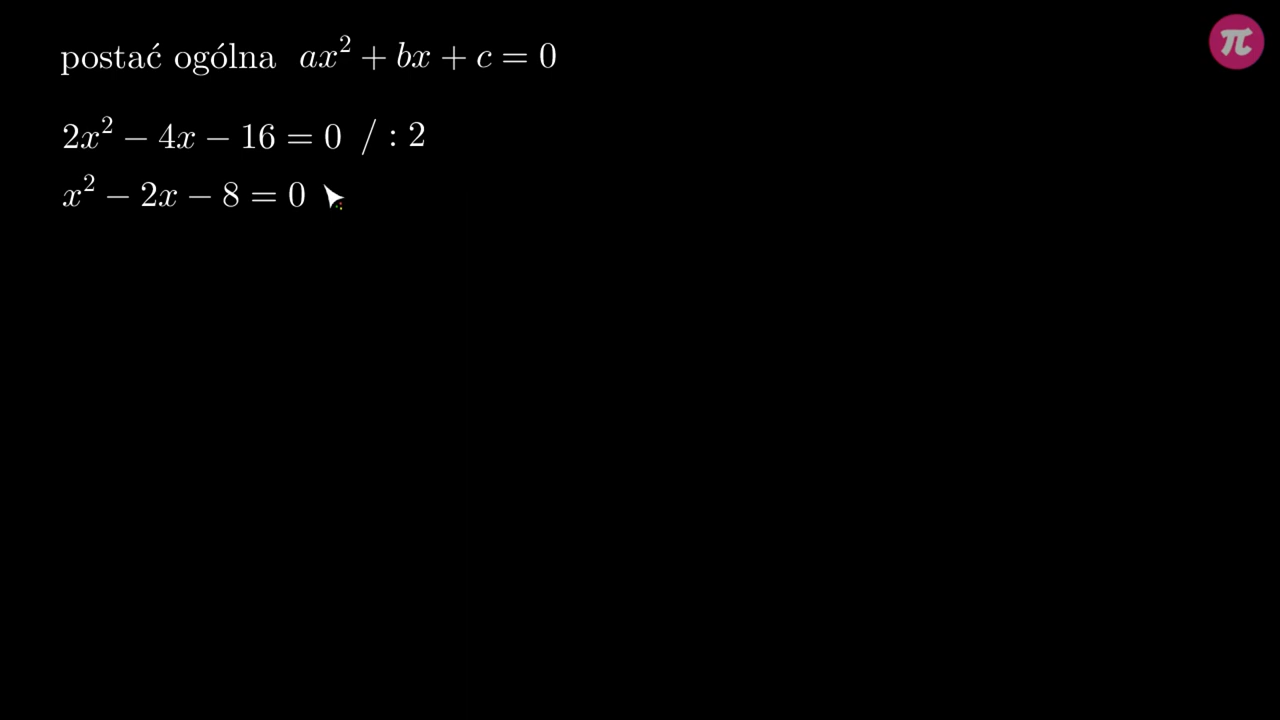 postać ogólna ax² + bx + c = 0
2x² − 4x − 16 = 0 / : 2
x² − 2x − 8 = 0
π